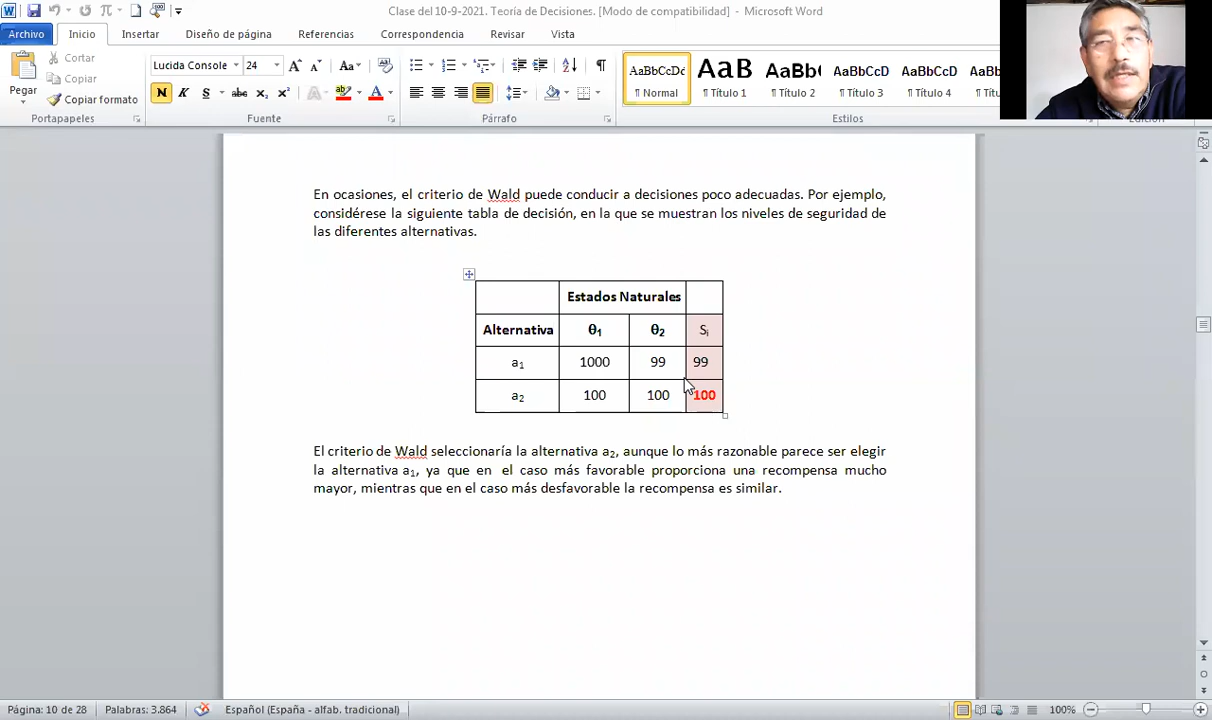 Clase del 10-9-2021. Teoría de Decisiones. [Modo de compatibilidad] - Microsoft Word
Archivo Inicio Insertar Diseño de página Referencias Correspondencia Revisar Vista
Pegar
Cortar
Copiar
Copiar formato
Portapapeles
Lucida Console 24
Fuente
Párrafo
AaBbCcDc AaB AaBbC AaBbCcD AaBbCcD AaB
¶ Normal ¶ Título 1 ¶ Título 2 ¶ Título 3 ¶ Título 4
Estilos
En ocasiones, el criterio de Wald puede conducir a decisiones poco adecuadas. Por ejemplo,
considérese la siguiente tabla de decisión, en la que se muestran los niveles de seguridad de
las diferentes alternativas.
Estados Naturales
Alternativa θ1 θ2 Si
a1 1000 99 99
a2 100 100 100
El criterio de Wald seleccionaría la alternativa a2, aunque lo más razonable parece ser elegir
la alternativa a1, ya que en el caso más favorable proporciona una recompensa mucho
mayor, mientras que en el caso más desfavorable la recompensa es similar.
Página: 10 de 28 Palabras: 3.864 Español (España - alfab. tradicional) 100%